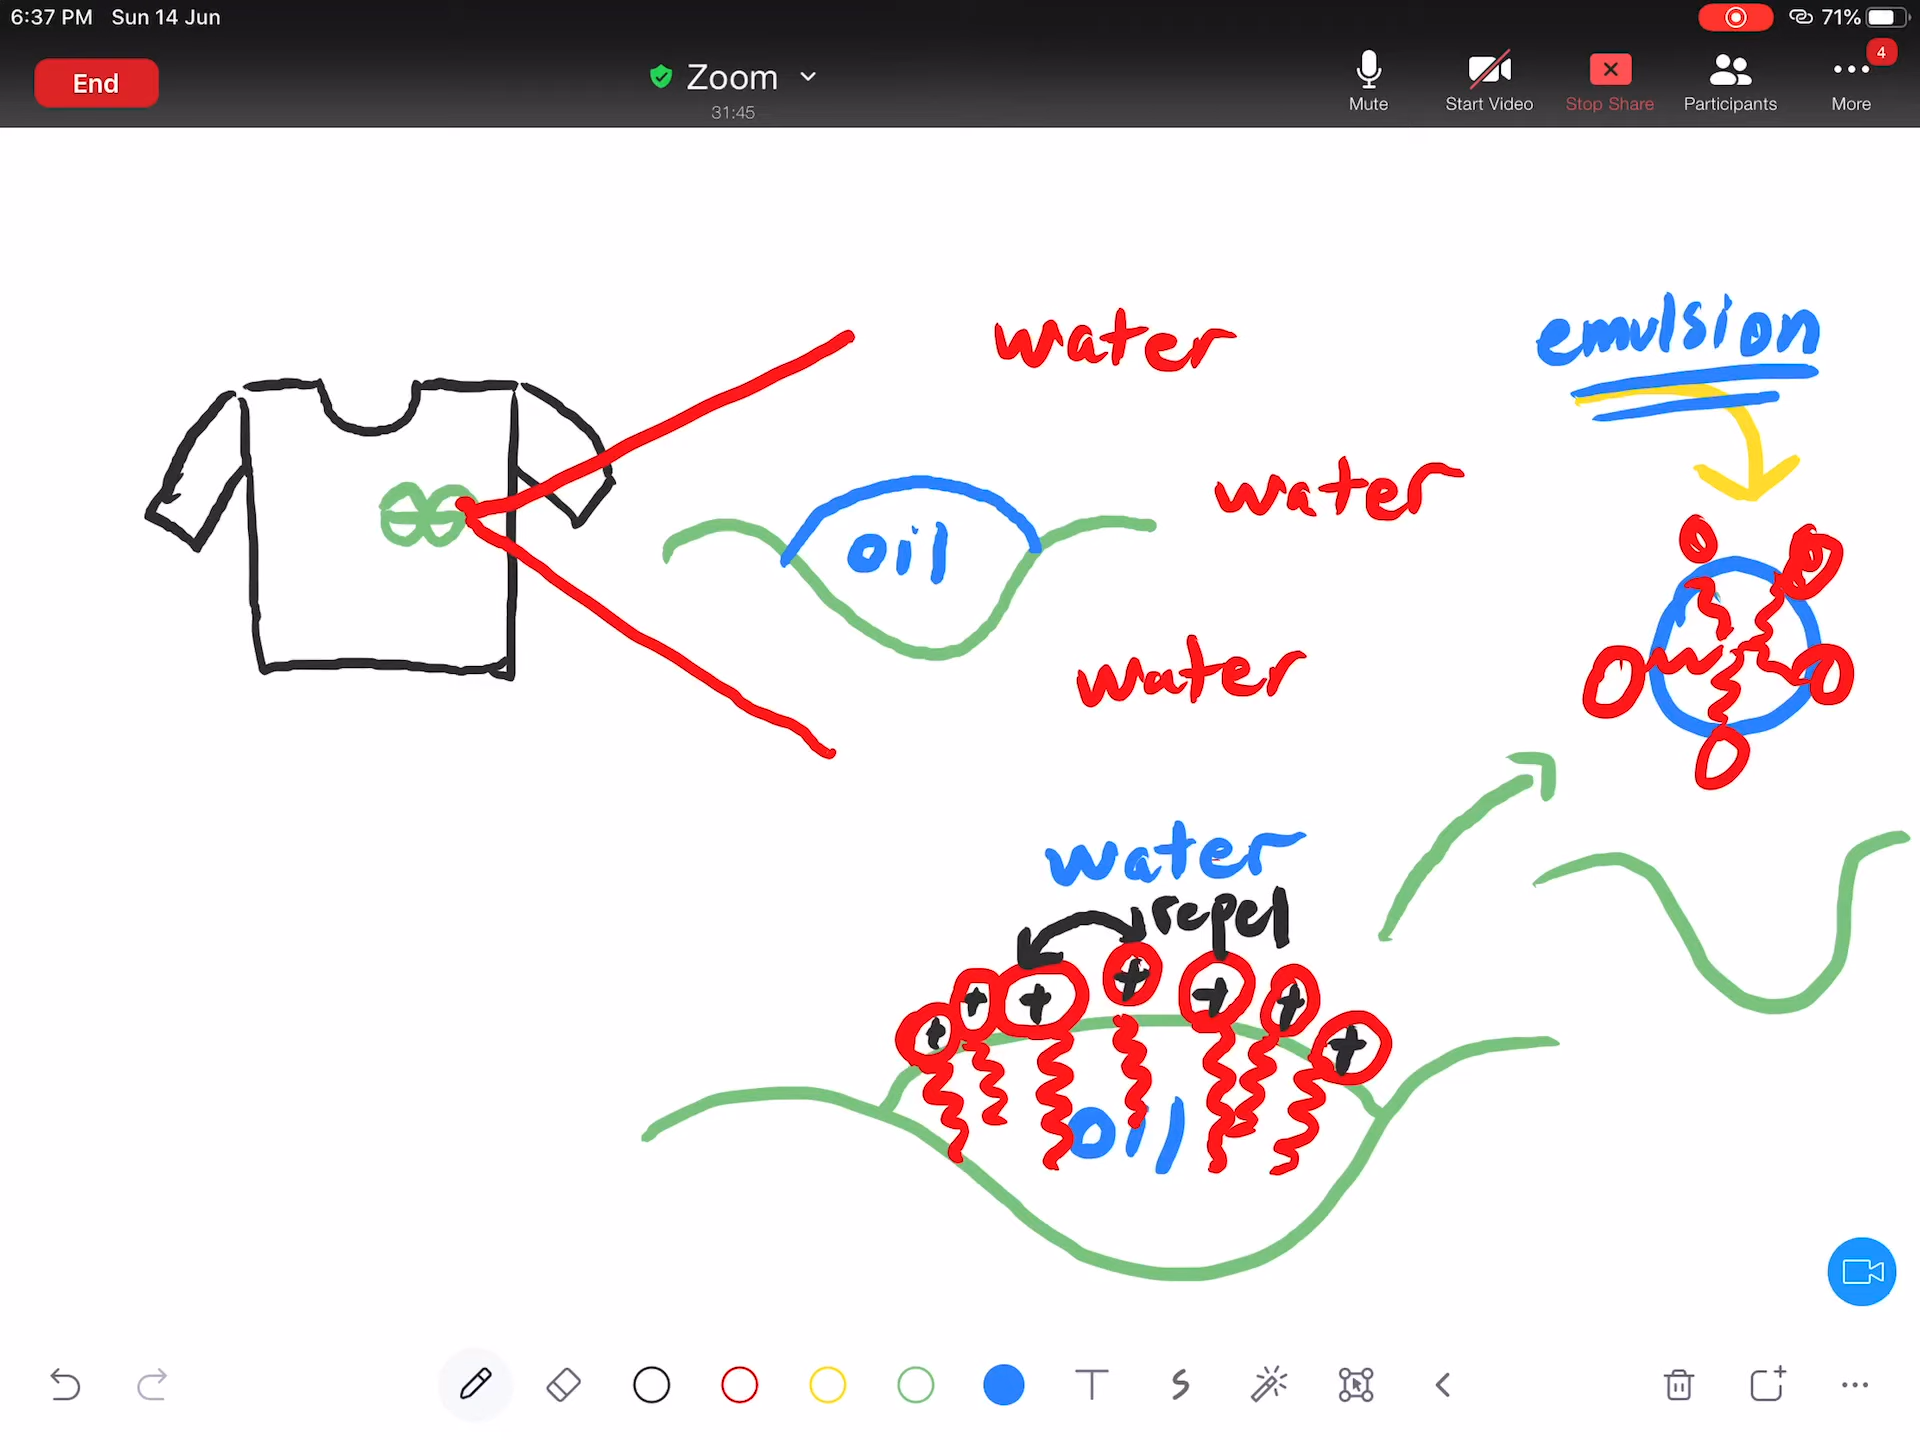 6:37 PM Sun 14 Jun
71%
End
Zoom
31:45
Mute
Start Video
Stop Share
Participants
More
4
water
emulsion
water
oil
water
water
repel
+ + + + + + +
oil
T